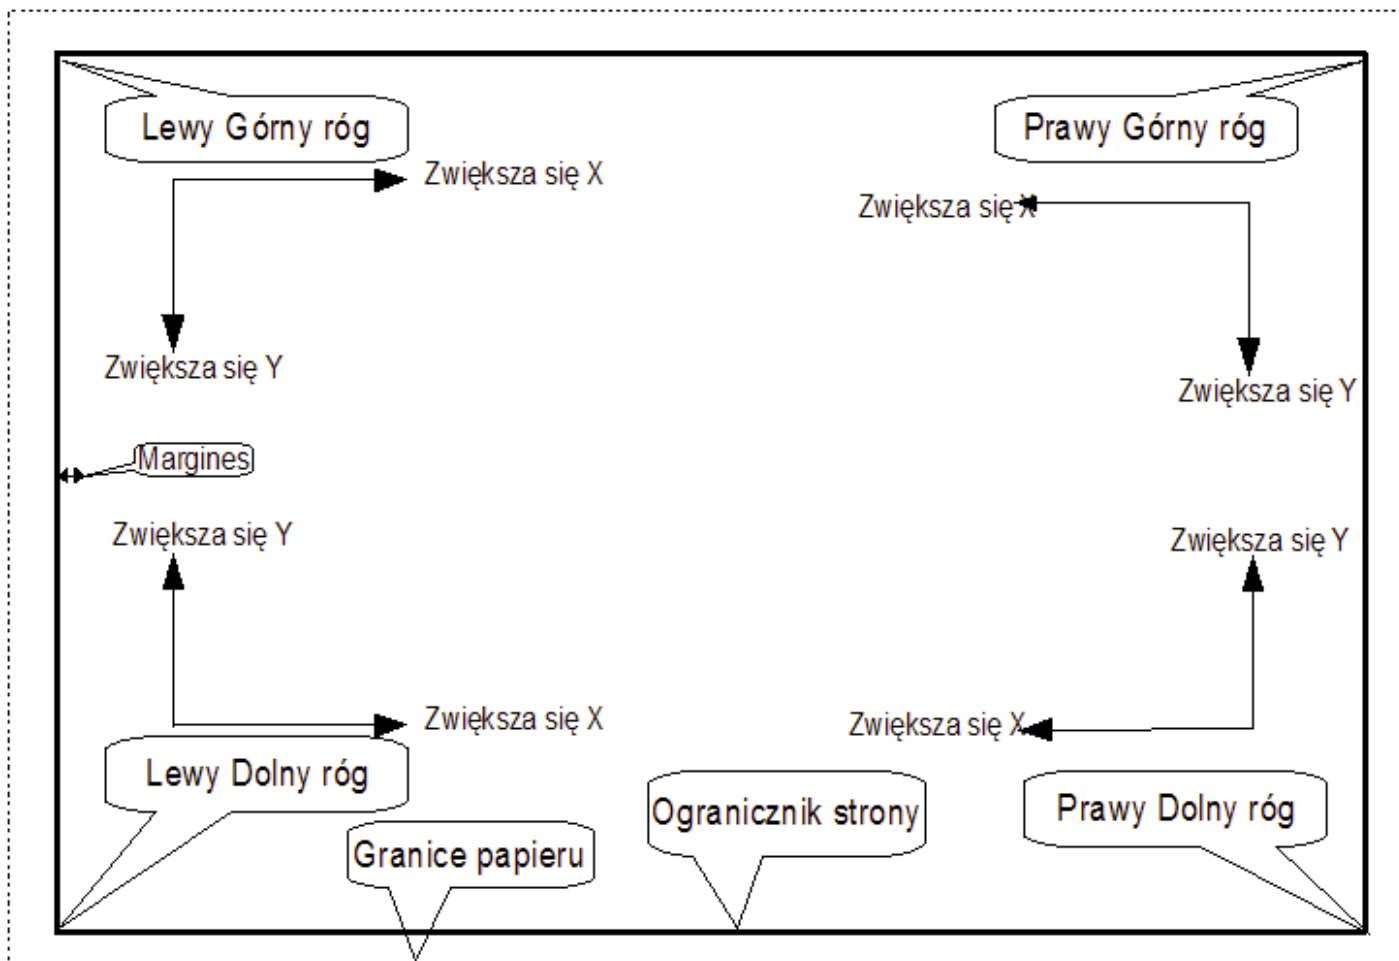 Lewy Górny róg
Prawy Górny róg
Zwiększa się X
Zwiększa się X
Zwiększa się Y
Zwiększa się Y
Margines
Zwiększa się Y
Zwiększa się Y
Zwiększa się X
Zwiększa się X
Lewy Dolny róg
Ogranicznik strony
Prawy Dolny róg
Granice papieru